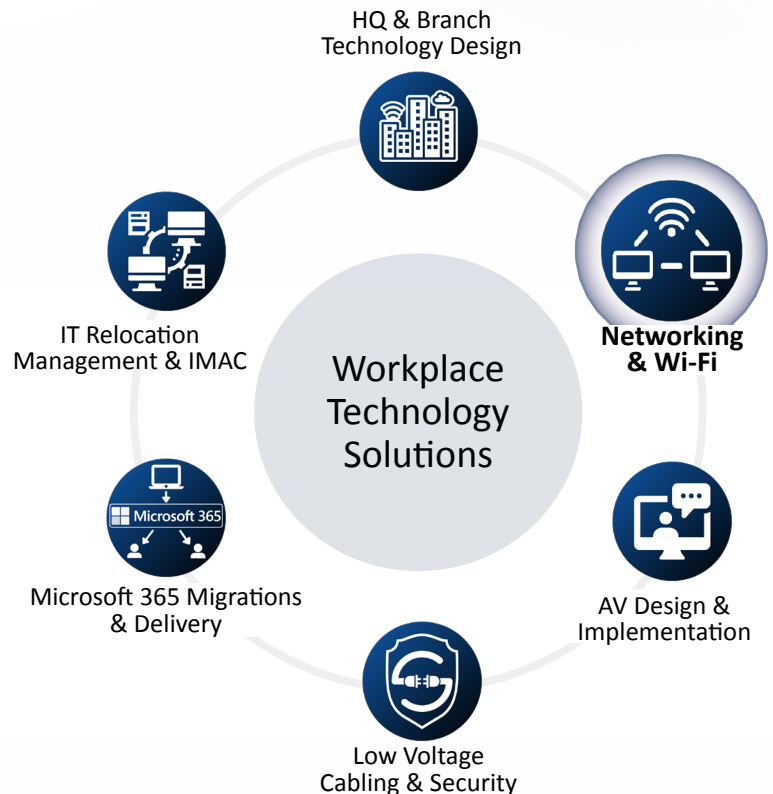 HQ & Branch
Technology Design
Networking
& Wi-Fi
IT Relocation
Management & IMAC
Workplace
Technology
Solutions
Microsoft 365
Microsoft 365 Migrations
& Delivery
AV Design &
Implementation
Low Voltage
Cabling & Security